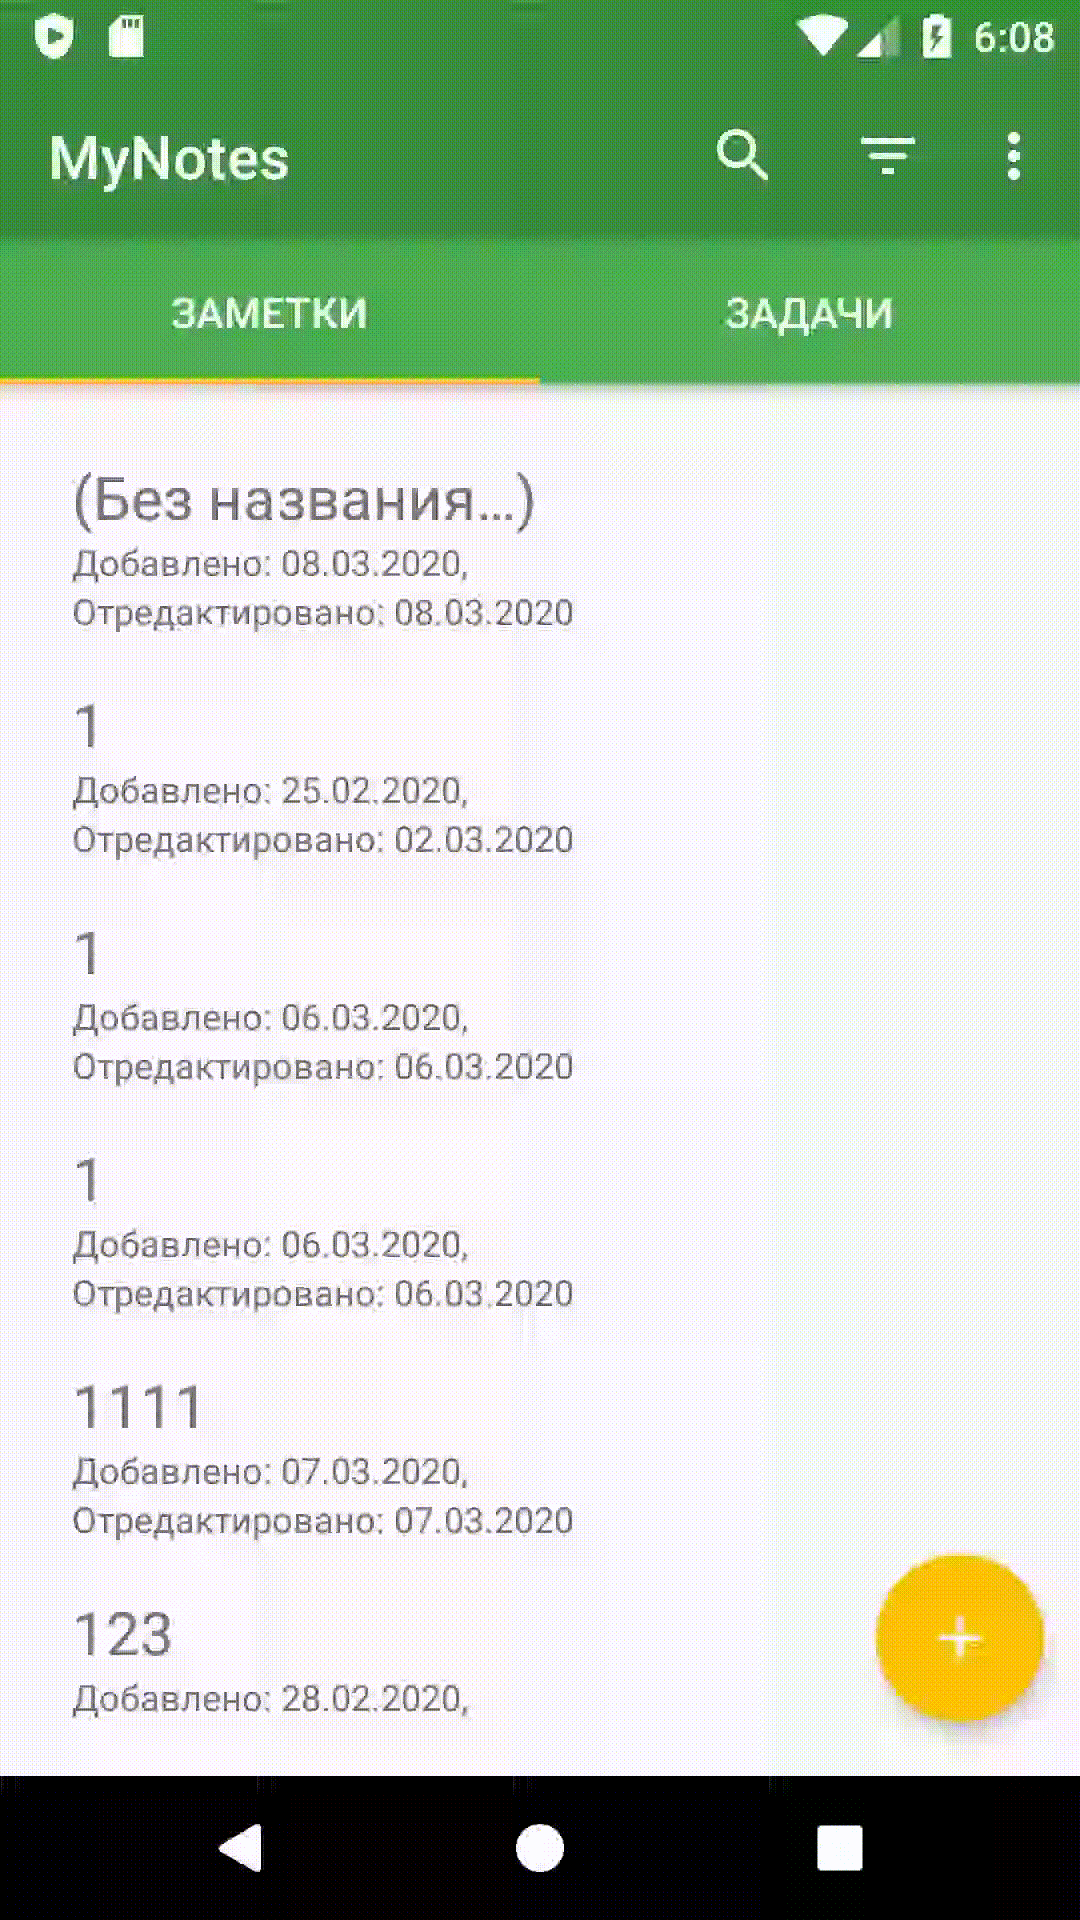 6:08
MyNotes
ЗАМЕТКИ
ЗАДАЧИ
(Без названия...)
Добавлено: 08.03.2020,
Отредактировано: 08.03.2020
1
Добавлено: 25.02.2020,
Отредактировано: 02.03.2020
1
Добавлено: 06.03.2020,
Отредактировано: 06.03.2020
1
Добавлено: 06.03.2020,
Отредактировано: 06.03.2020
1111
Добавлено: 07.03.2020,
Отредактировано: 07.03.2020
123
Добавлено: 28.02.2020,